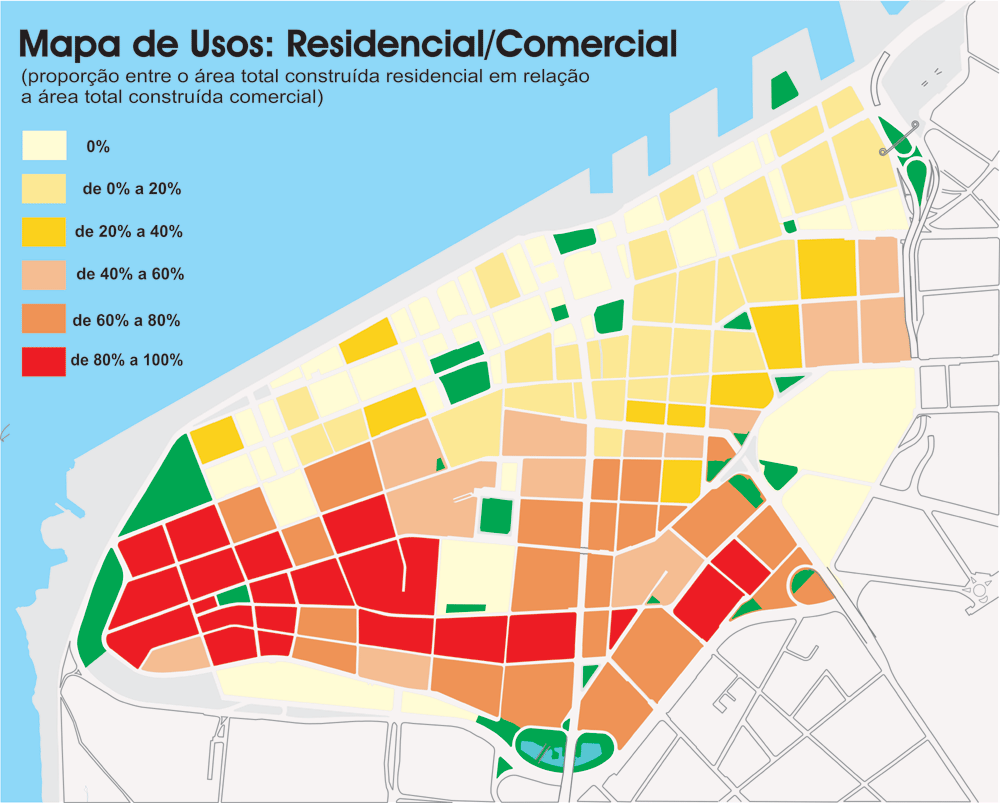 Mapa de Usos: Residencial/Comercial
(proporção entre o área total construída residencial em relação
a área total construída comercial)
0%
de 0% a 20%
de 20% a 40%
de 40% a 60%
de 60% a 80%
de 80% a 100%